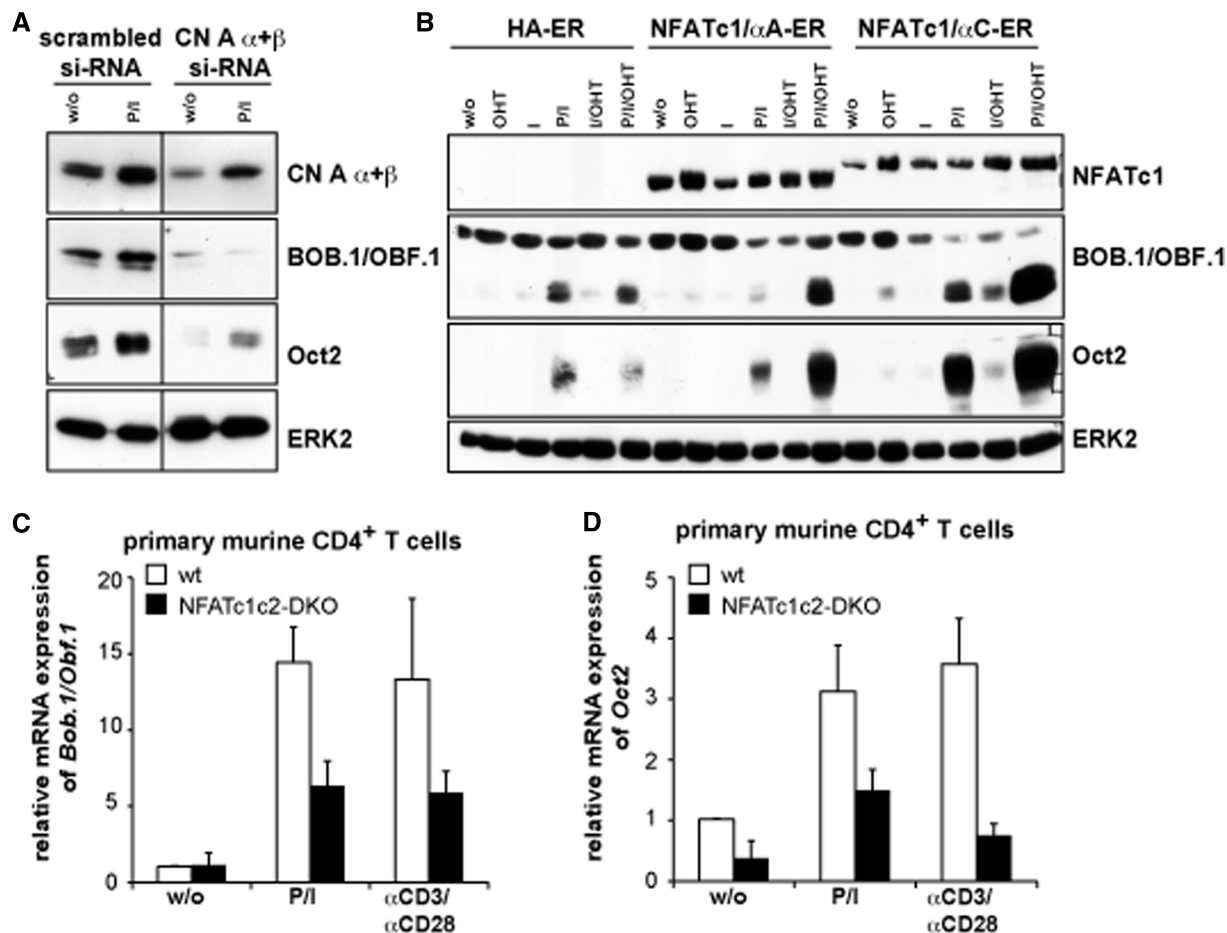 A
scrambled si-RNA
CN A α+β si-RNA
w/o P/I w/o P/I
CN A α+β
BOB.1/OBF.1
Oct2
ERK2
B
HA-ER NFATc1/αA-ER NFATc1/αC-ER
w/o OHT I P/I I/OHT P/I/OHT w/o OHT I P/I I/OHT P/I/OHT w/o OHT I P/I I/OHT P/I/OHT
NFATc1
BOB.1/OBF.1
Oct2
ERK2
C
primary murine CD4+ T cells
wt
NFATc1c2-DKO
relative mRNA expression
of Bob.1/Obf.1
20
15
10
5
0
w/o P/I αCD3/
αCD28
D
primary murine CD4+ T cells
wt
NFATc1c2-DKO
relative mRNA expression
of Oct2
5
4
3
2
1
0
w/o P/I αCD3/
αCD28